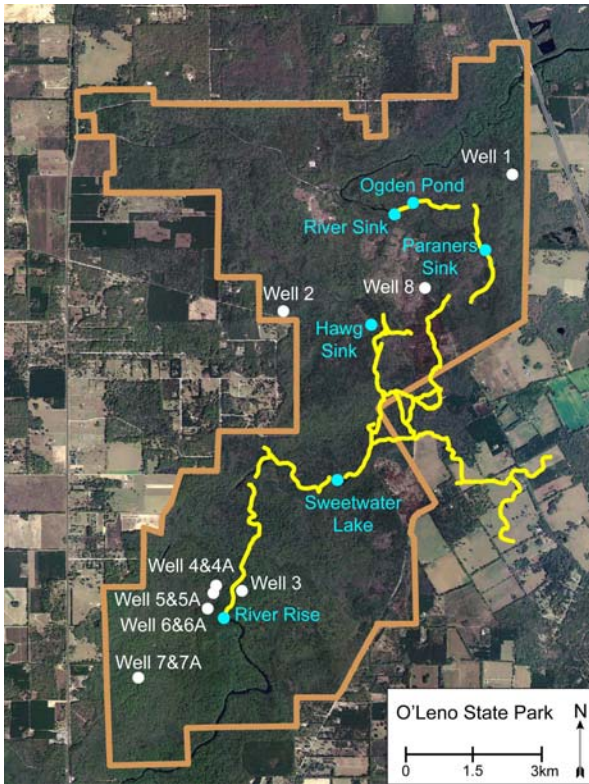 Well 1
Ogden Pond
River Sink
Paraners
Sink
Well 8
Well 2
Hawg
Sink
Sweetwater
Lake
Well 4&4A
Well 3
Well 5&5A
Well 6&6A
River Rise
Well 7&7A
O'Leno State Park
N
0
1.5
3km